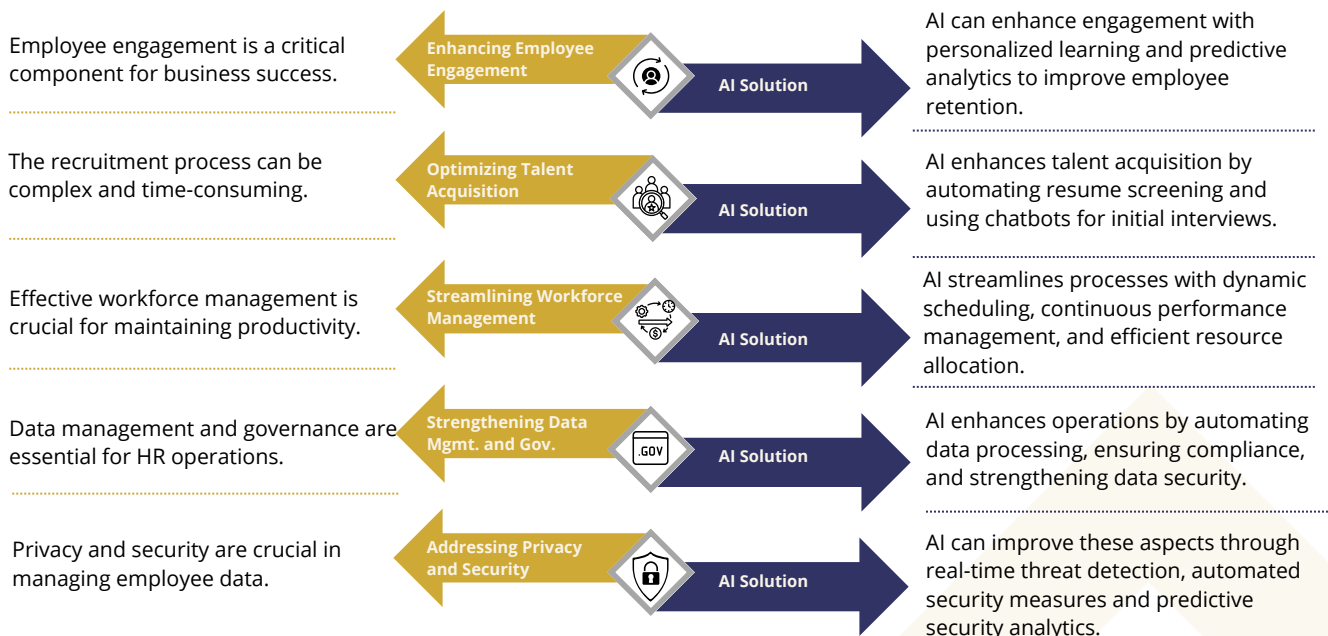 Employee engagement is a critical
component for business success.
Enhancing Employee
Engagement
AI Solution
AI can enhance engagement with
personalized learning and predictive
analytics to improve employee
retention.
The recruitment process can be
complex and time-consuming.
Optimizing Talent
Acquisition
AI Solution
AI enhances talent acquisition by
automating resume screening and
using chatbots for initial interviews.
Effective workforce management is
crucial for maintaining productivity.
Streamlining Workforce
Management
AI Solution
AI streamlines processes with dynamic
scheduling, continuous performance
management, and efficient resource
allocation.
Data management and governance are
essential for HR operations.
Strengthening Data
Mgmt. and Gov.
.GOV
AI Solution
AI enhances operations by automating
data processing, ensuring compliance,
and strengthening data security.
Privacy and security are crucial in
managing employee data.
Addressing Privacy
and Security
AI Solution
AI can improve these aspects through
real-time threat detection, automated
security measures and predictive
security analytics.